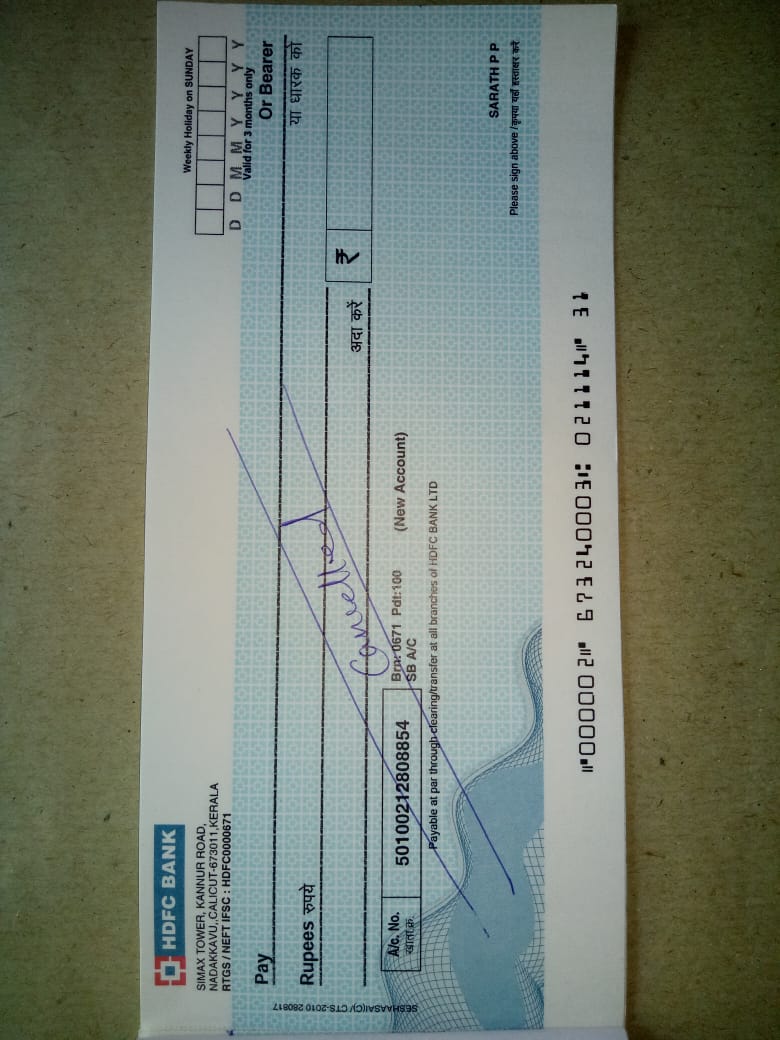 HDFC BANK
SIMAX TOWER, KANNUR ROAD,
NADAKKAVU, CALICUT-673011,KERALA
RTGS / NEFT IFSC : HDFC0000671
Weekly Holiday on SUNDAY
D D M M Y Y Y Y
Valid for 3 months only
Pay
Or Bearer
या धारक को
Rupees रुपये
अदा करें
₹
Cancelled
A/c. No.
खाता क्र.
50100212808854
Brn: 0671 Pdt:100 (New Account)
SB A/C
Payable at par through clearing/transfer at all branches of HDFC BANK LTD
SARATH P P
Please sign above /कृपया यहाँ हस्ताक्षर करें
SESHAASAI(C)/ CTS-2010 280817
⑈000002⑈ 673240003⑆ 021114⑈ 31